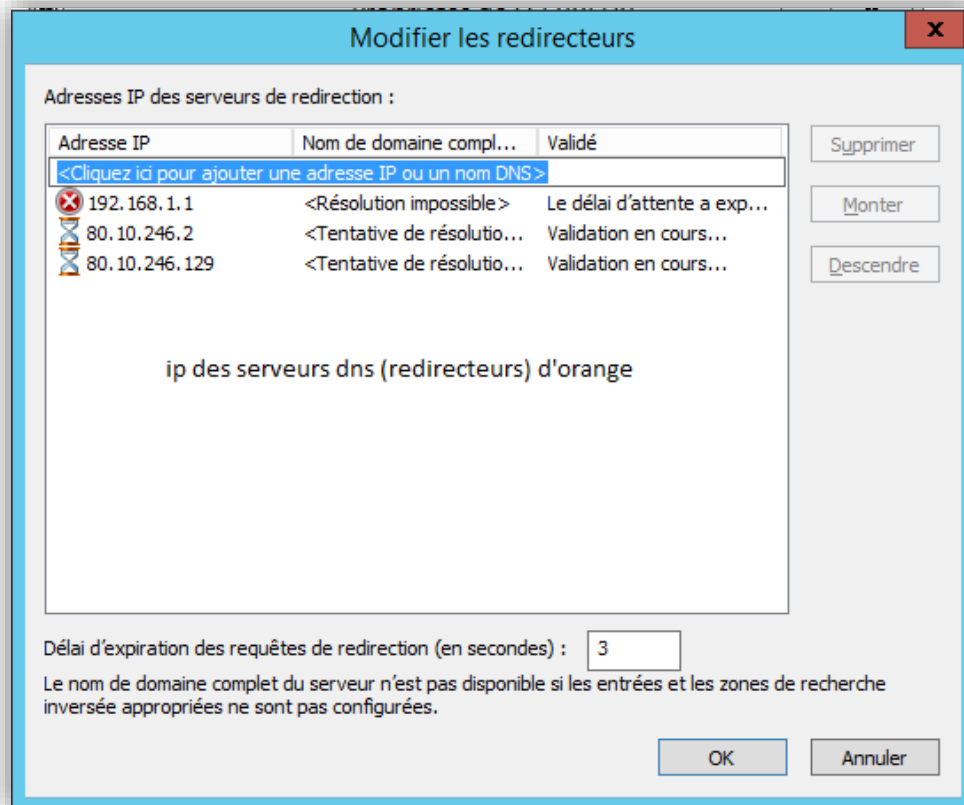 Modifier les redirecteurs
x
Adresses IP des serveurs de redirection :
Adresse IP Nom de domaine compl... Validé
Supprimer
<Cliquez ici pour ajouter une adresse IP ou un nom DNS>
192.168.1.1 <Résolution impossible> Le délai d'attente a exp...
Monter
80.10.246.2 <Tentative de résolutio... Validation en cours...
80.10.246.129 <Tentative de résolutio... Validation en cours...
Descendre
ip des serveurs dns (redirecteurs) d'orange
Délai d'expiration des requêtes de redirection (en secondes) : 3
Le nom de domaine complet du serveur n'est pas disponible si les entrées et les zones de recherche
inversée appropriées ne sont pas configurées.
OK Annuler